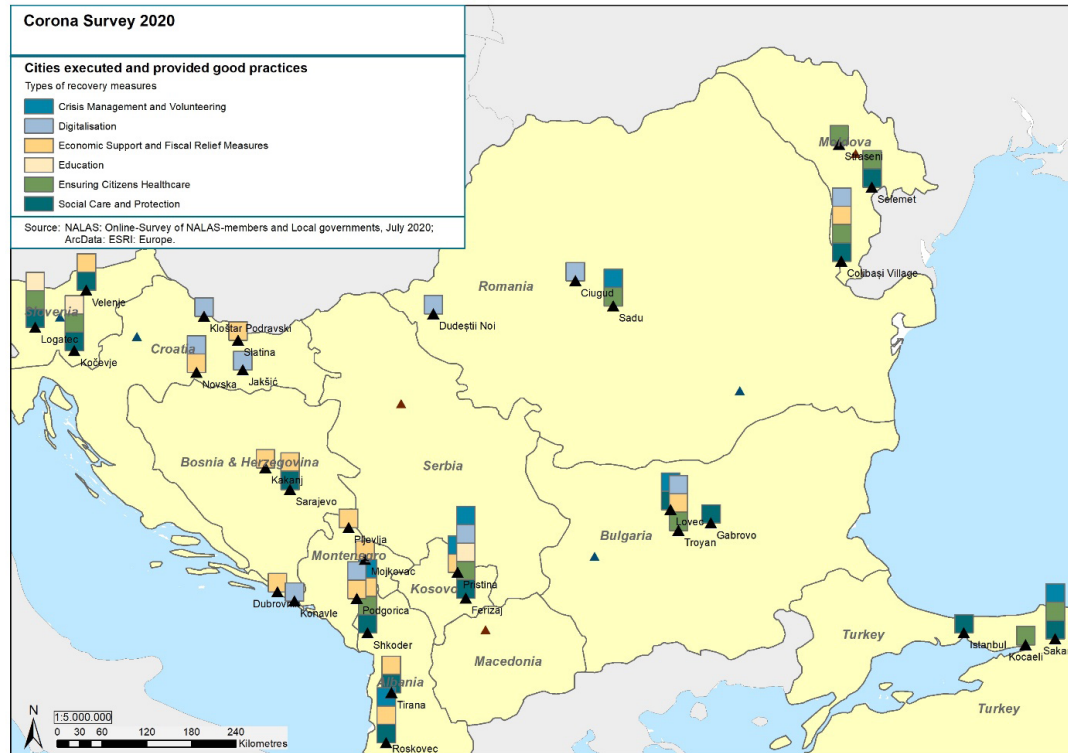 Corona Survey 2020
Cities executed and provided good practices
Types of recovery measures
Crisis Management and Volunteering
Digitalisation
Economic Support and Fiscal Relief Measures
Education
Ensuring Citizens Healthcare
Social Care and Protection
Source: NALAS: Online-Survey of NALAS-members and Local governments, July 2020;
ArcData: ESRI: Europe.
Moldova
Straseni
Selemet
Colibași Village
Romania
Ciugud
Sadu
Dudeștii Noi
Velenje
Slovenia
Logatec
Kočevje
Croatia
Kloštar Podravski
Slatina
Novska
Jakšić
Bosnia & Herzegovina
Kakanj
Sarajevo
Serbia
Pljevlja
Montenegro
Mojkovac
Podgorica
Kosovo
Pristina
Ferizaj
Konavle
Shkoder
Albania
Tirana
Roskovec
Macedonia
Bulgaria
Lovec
Troyan
Gabrovo
Turkey
Istanbul
Kocaeli
Turkey
N
1:5.000.000
0 30 60 120 180 240
Kilometres